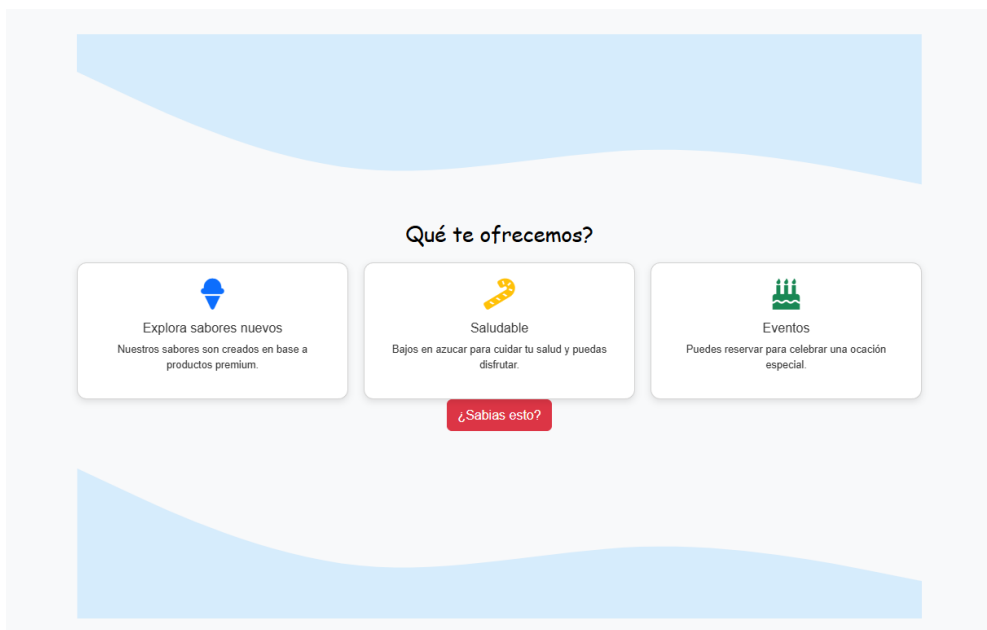 Qué te ofrecemos?
Explora sabores nuevos
Nuestros sabores son creados en base a
productos premium.
Saludable
Bajos en azucar para cuidar tu salud y puedas
disfrutar.
Eventos
Puedes reservar para celebrar una ocación
especial.
¿Sabias esto?